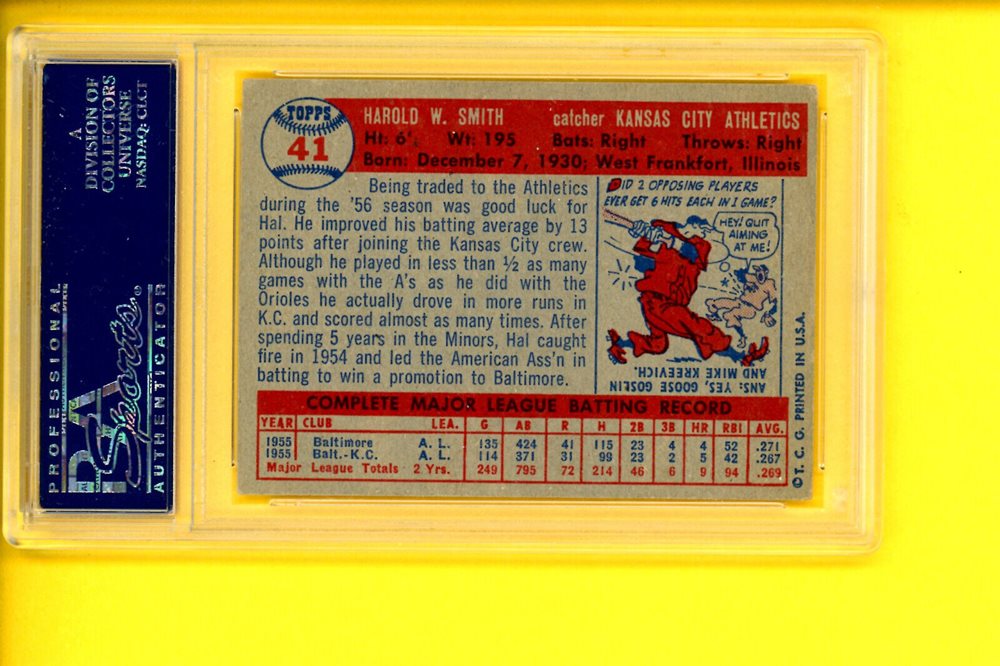 A
DIVISION OF
COLLECTORS
UNIVERSE
NASDAQ: CLCT
PROFESSIONAL
PSA
Sports
AUTHENTICATOR
TOPPS
41
HAROLD W. SMITH catcher KANSAS CITY ATHLETICS
Ht: 6' Wt: 195 Bats: Right Throws: Right
Born: December 7, 1930; West Frankfort, Illinois
Being traded to the Athletics
during the '56 season was good luck for
Hal. He improved his batting average by 13
points after joining the Kansas City crew.
Although he played in less than ½ as many
games with the A's as he did with the
Orioles he actually drove in more runs in
K.C. and scored almost as many times. After
spending 5 years in the Minors, Hal caught
fire in 1954 and led the American Ass'n in
batting to win a promotion to Baltimore.
DID 2 OPPOSING PLAYERS
EVER GET 6 HITS EACH IN 1 GAME?
HEY! QUIT
AIMING
AT ME!
ANS: YES, GOOSE GOSLIN
AND MIKE KREEVICH.
COMPLETE MAJOR LEAGUE BATTING RECORD
YEAR CLUB LEA. G AB R H 2B 3B HR RBI AVG.
1955 Baltimore A. L. 135 424 41 115 23 4 4 52 .271
1955 Balt.-K.C. A. L. 114 371 31 99 23 2 5 42 .267
Major League Totals 2 Yrs. 249 795 72 214 46 6 9 94 .269
© T. C. G. PRINTED IN U.S.A.